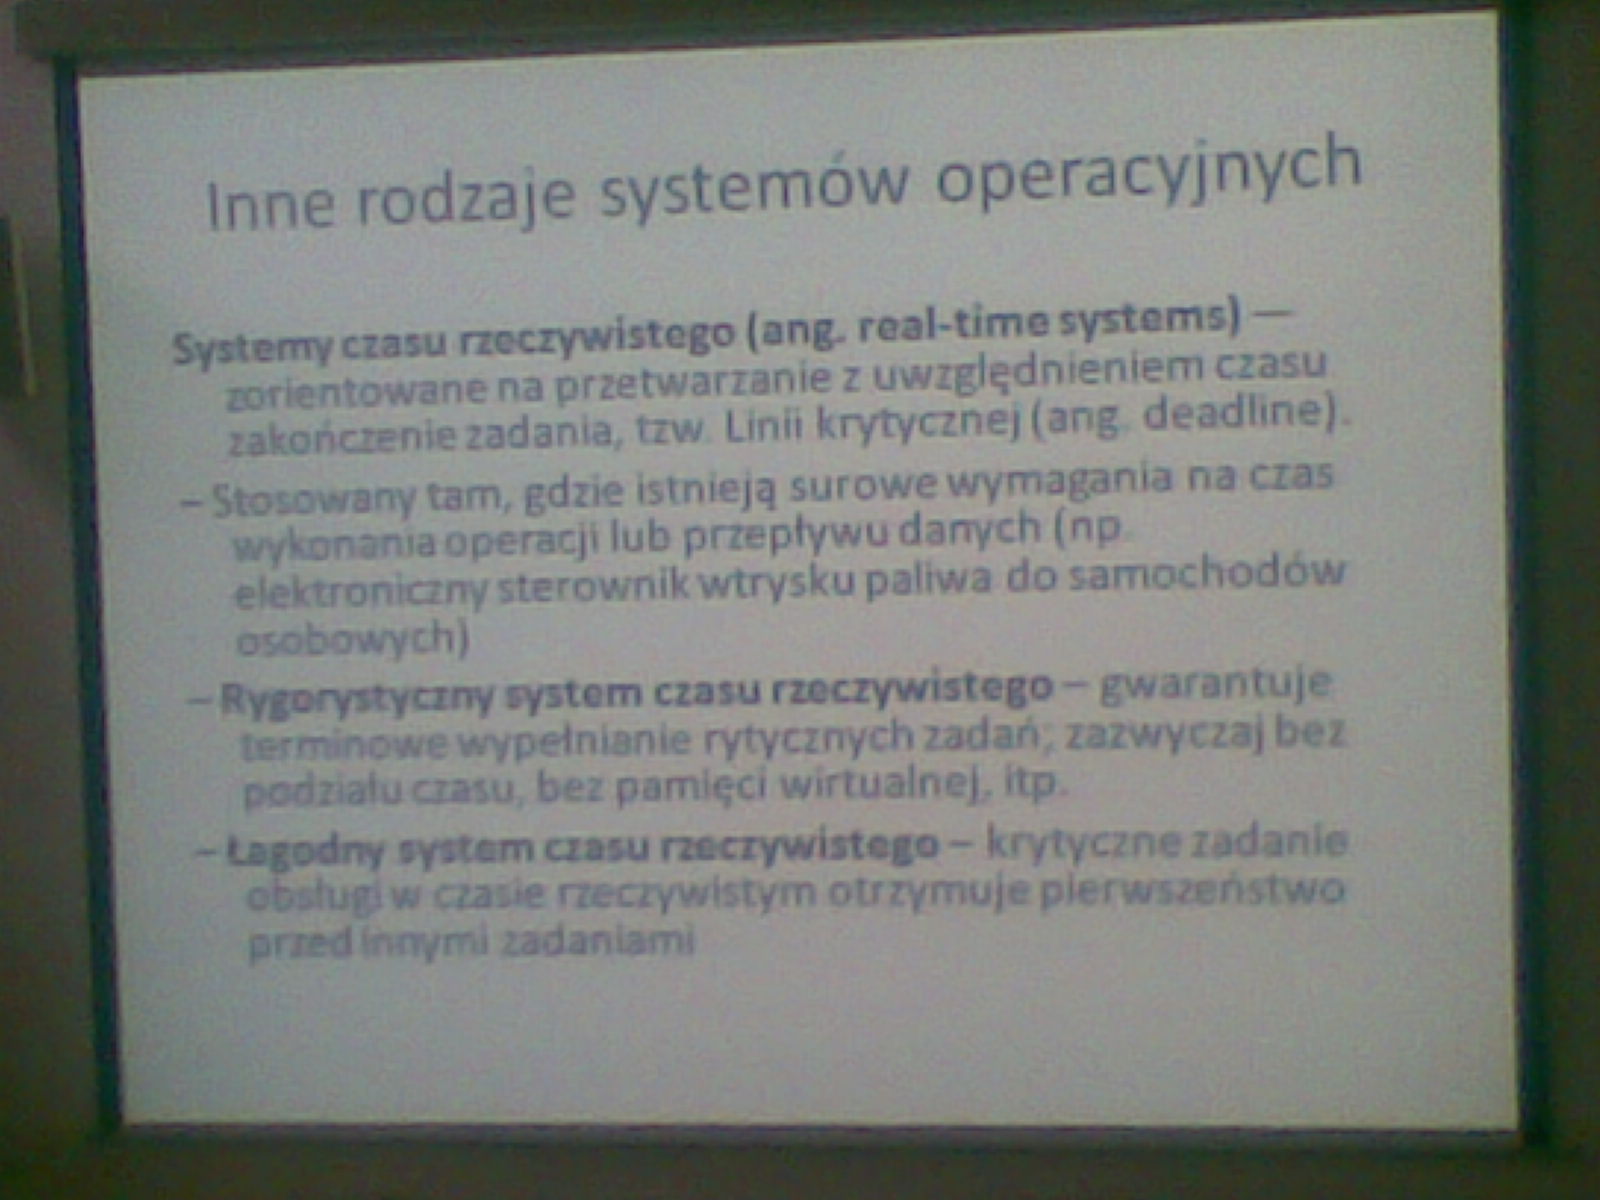 Inne rodzaje systemów operacyjnych
Systemy czasu rzeczywistego (ang. real-time systems) —
zorientowane na przetwarzanie z uwzględnieniem czasu
zakończenie zadania, tzw. Linii krytycznej (ang. deadline).
– Stosowany tam, gdzie istnieją surowe wymagania na czas
wykonania operacji lub przepływu danych (np.
elektroniczny sterownik wtrysku paliwa do samochodów
osobowych)
– Rygorystyczny system czasu rzeczywistego – gwarantuje
terminowe wypełnianie rytycznych zadań; zazwyczaj bez
podziału czasu, bez pamięci wirtualnej, itp.
– Łagodny system czasu rzeczywistego – krytyczne zadanie
obsługi w czasie rzeczywistym otrzymuje pierwszeństwo
przed innymi zadaniami